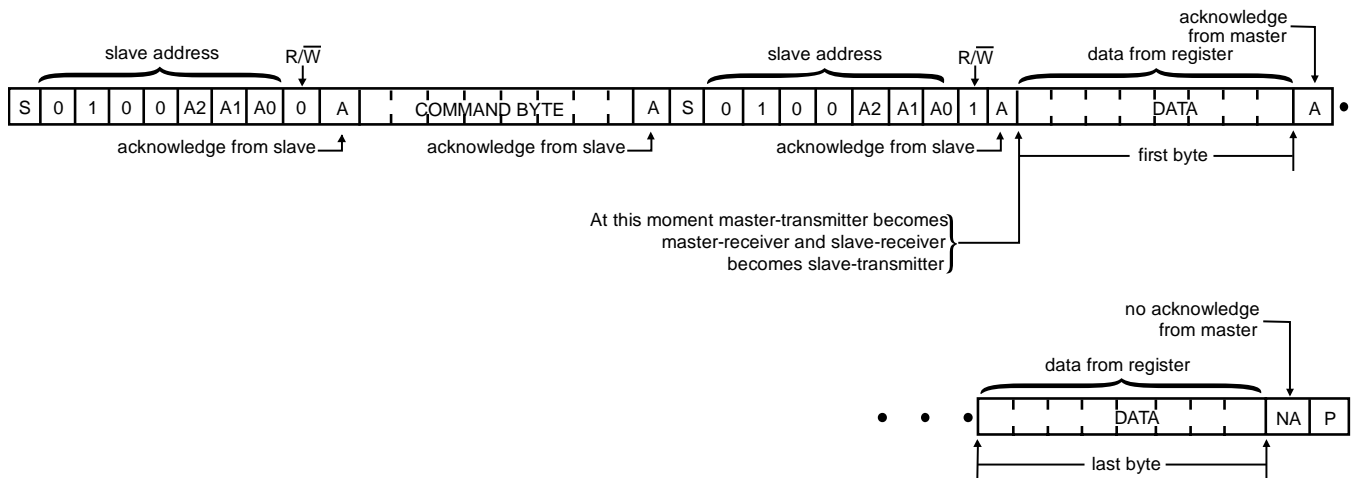 acknowledge
from master
slave address
R/W̅
slave address
R/W̅
data from register
S 0 1 0 0 A2 A1 A0 0 A COMMAND BYTE A S 0 1 0 0 A2 A1 A0 1 A DATA A
acknowledge from slave
acknowledge from slave
acknowledge from slave
first byte
At this moment master-transmitter becomes
master-receiver and slave-receiver
becomes slave-transmitter
no acknowledge
from master
data from register
DATA NA P
last byte